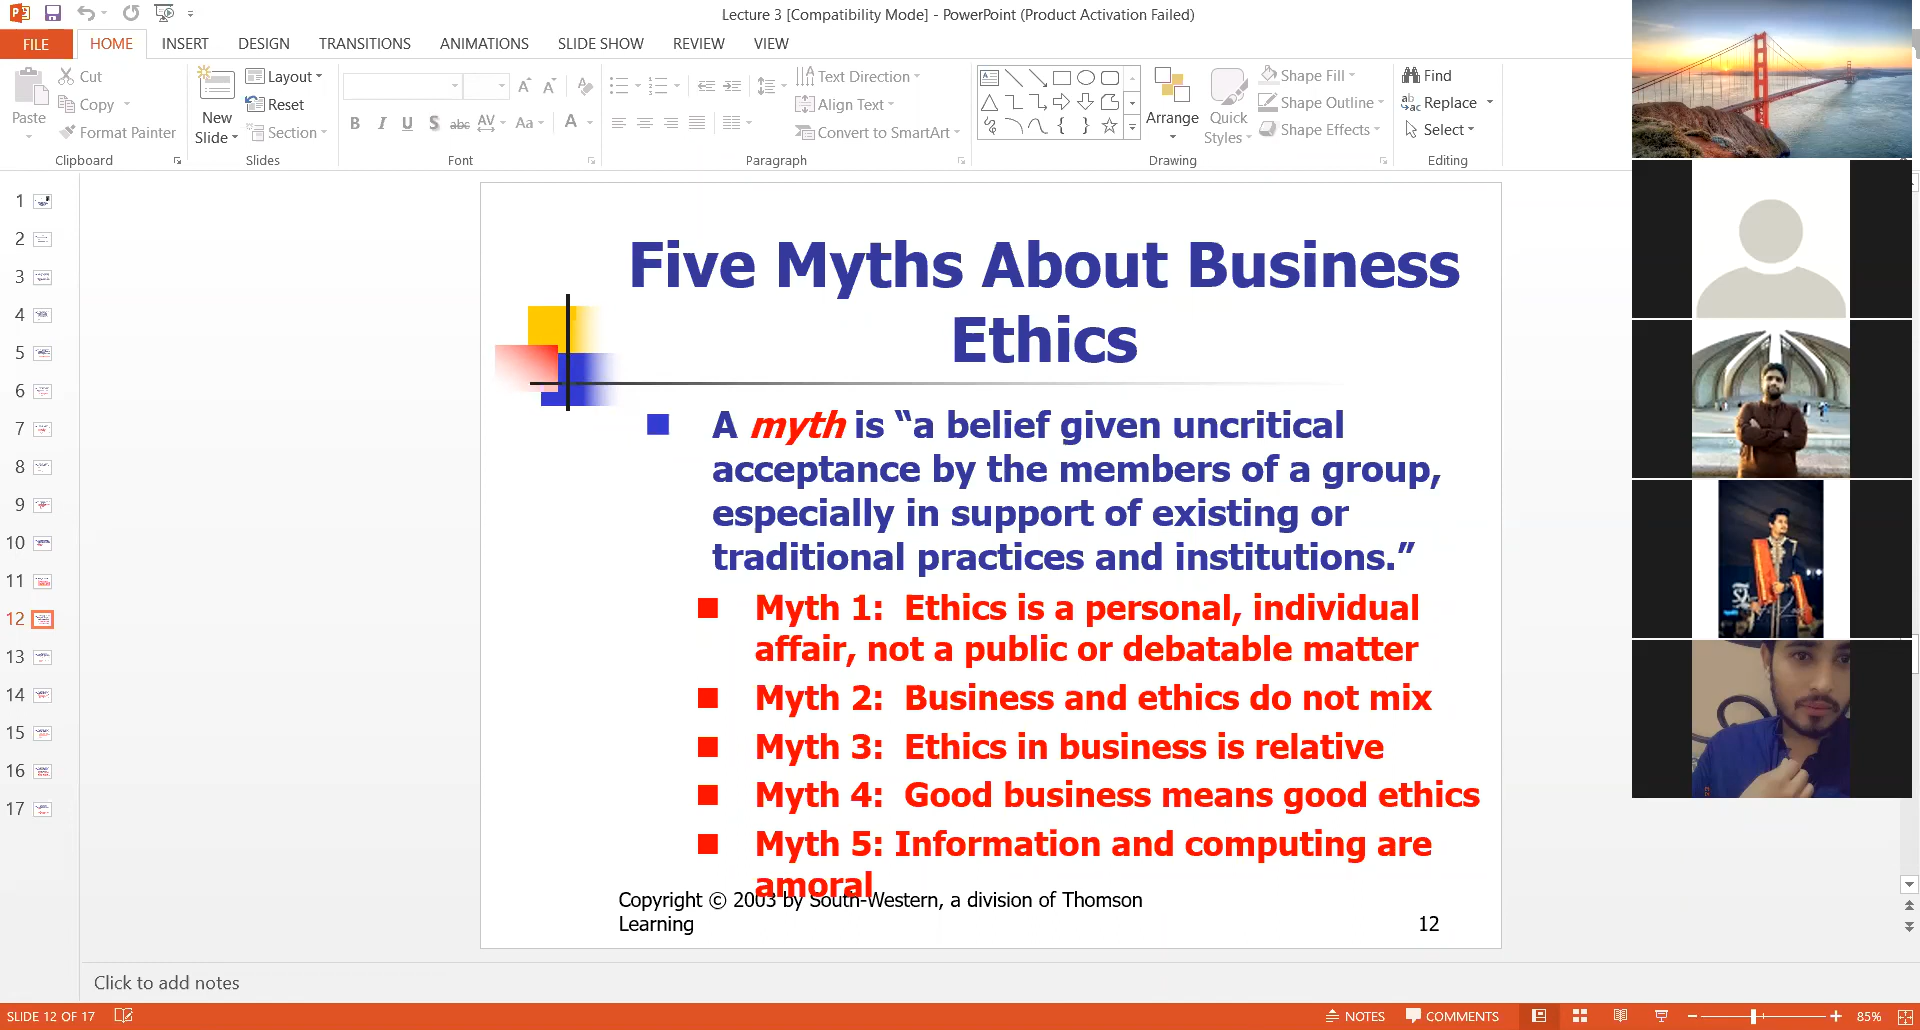 Lecture 3 [Compatibility Mode] - PowerPoint (Product Activation Failed)
FILE HOME INSERT DESIGN TRANSITIONS ANIMATIONS SLIDE SHOW REVIEW VIEW
Paste
Cut
Copy
Format Painter
Clipboard
New
Slide
Layout
Reset
Section
Slides
B I U S abc AV Aa A
Font
Text Direction
Align Text
Convert to SmartArt
Paragraph
Arrange
Quick
Styles
Shape Fill
Shape Outline
Shape Effects
Drawing
Find
Replace
Select
Editing
1
2
3
4
5
6
7
8
9
10
11
12
13
14
15
16
17
Five Myths About Business
Ethics
A myth is “a belief given uncritical
acceptance by the members of a group,
especially in support of existing or
traditional practices and institutions.”
Myth 1: Ethics is a personal, individual
affair, not a public or debatable matter
Myth 2: Business and ethics do not mix
Myth 3: Ethics in business is relative
Myth 4: Good business means good ethics
Myth 5: Information and computing are
amoral
Copyright © 2003 by South-Western, a division of Thomson
Learning
12
Click to add notes
SLIDE 12 OF 17
NOTES COMMENTS 85%